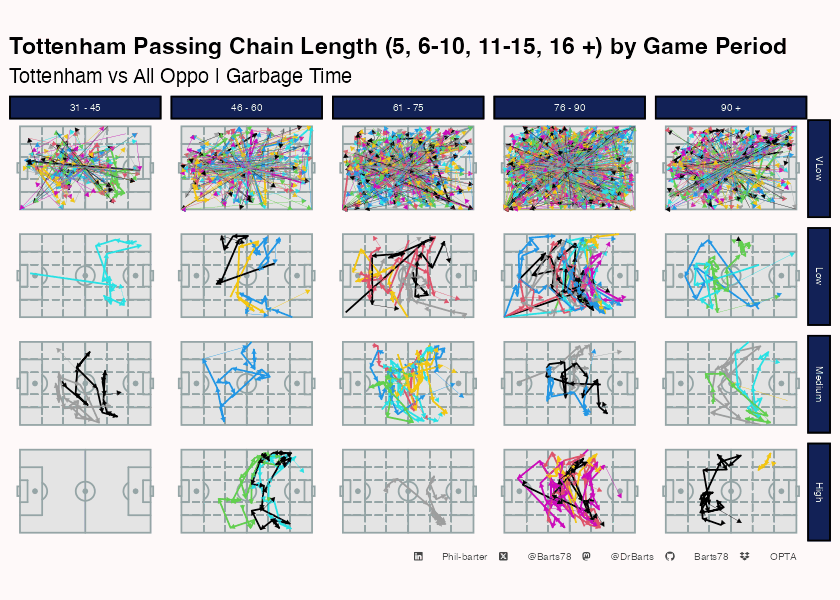 Tottenham Passing Chain Length (5, 6-10, 11-15, 16 +) by Game Period
Tottenham vs All Oppo I Garbage Time
31 - 45 46 - 60 61 - 75 76 - 90 90 +
V.Low
Low
Medium
High
Phil-barter @Barts78 @DrBarts Barts78 OPTA